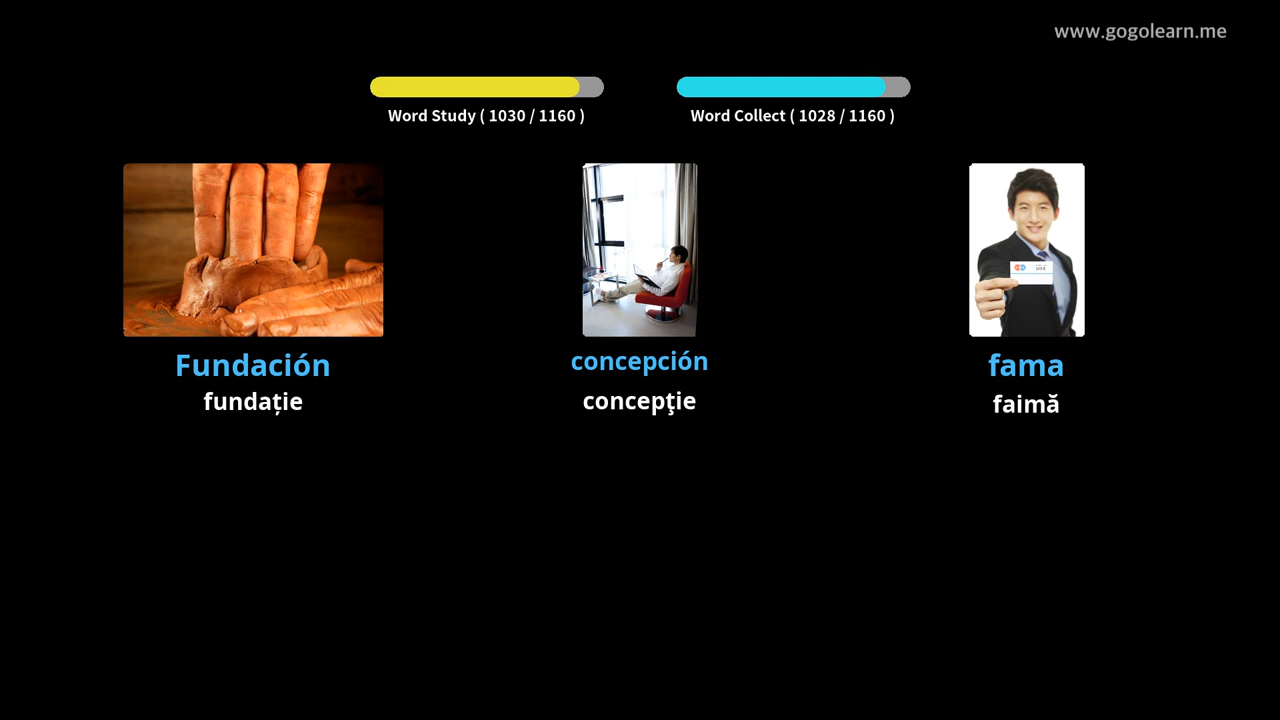 www.gogolearn.me
Word Study ( 1030 / 1160 )
Word Collect ( 1028 / 1160 )
Fundación
fundație
concepción
concepţie
fama
faimă